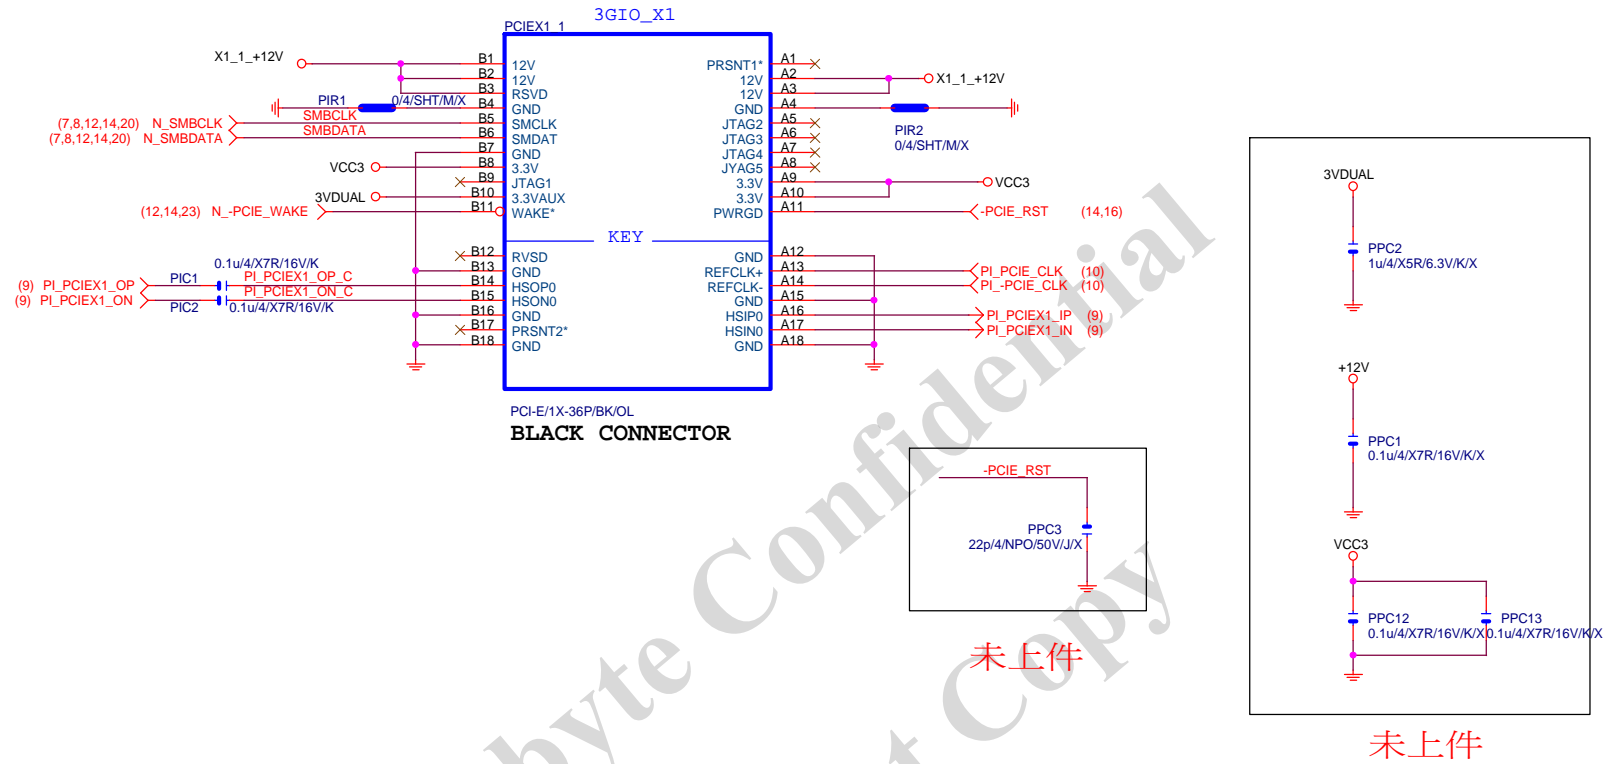 3GIO_X1
PCIEX1_1
X1_1_+12V
B1 12V
B2 12V
B3 RSVD
B4 GND
B5 SMCLK
B6 SMDAT
B7 GND
B8 3.3V
B9 JTAG1
B10 3.3VAUX
B11 WAKE*
KEY
B12 RVSD
B13 GND
B14 HSOP0
B15 HSON0
B16 GND
B17 PRSNT2*
B18 GND
PRSNT1* A1
12V A2
12V A3
GND A4
JTAG2 A5
JTAG3 A6
JTAG4 A7
JYAG5 A8
3.3V A9
3.3V A10
PWRGD A11
GND A12
REFCLK+ A13
REFCLK- A14
GND A15
HSIP0 A16
HSIN0 A17
GND A18
PIR1 0/4/SHT/M/X
(7,8,12,14,20) N_SMBCLK SMBCLK
(7,8,12,14,20) N_SMBDATA SMBDATA
VCC3
3VDUAL
(12,14,23) N_-PCIE_WAKE
0.1u/4/X7R/16V/K
(9) PI_PCIEX1_OP PIC1 PI_PCIEX1_OP_C
(9) PI_PCIEX1_ON PI_PCIEX1_ON_C
PIC2 0.1u/4/X7R/16V/K
X1_1_+12V
PIR2
0/4/SHT/M/X
VCC3
-PCIE_RST (14,16)
PI_PCIE_CLK (10)
PI_-PCIE_CLK (10)
PI_PCIEX1_IP (9)
PI_PCIEX1_IN (9)
PCI-E/1X-36P/BK/OL
BLACK CONNECTOR
-PCIE_RST
PPC3
22p/4/NPO/50V/J/X
未上件
3VDUAL
PPC2
1u/4/X5R/6.3V/K/X
+12V
PPC1
0.1u/4/X7R/16V/K/X
VCC3
PPC12
0.1u/4/X7R/16V/K/X
PPC13
0.1u/4/X7R/16V/K/X
未上件
byte Confidential
t Copy